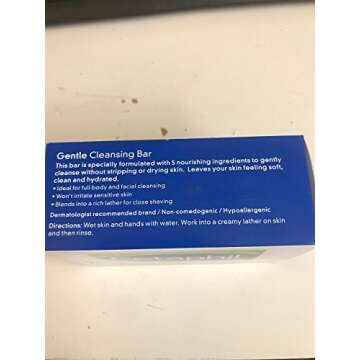 Gentle Cleansing Bar
This bar is specially formulated with 5 nourishing ingredients to gently
cleanse without stripping or drying skin. Leaves your skin feeling soft,
clean and hydrated.
• Ideal for full body and facial cleansing
• Won't irritate sensitive skin
• Blends into a rich lather for close shaving
Dermatologist recommended brand / Non-comedogenic / Hypoallergenic
Directions: Wet skin and hands with water. Work into a creamy lather on skin
and then rinse.